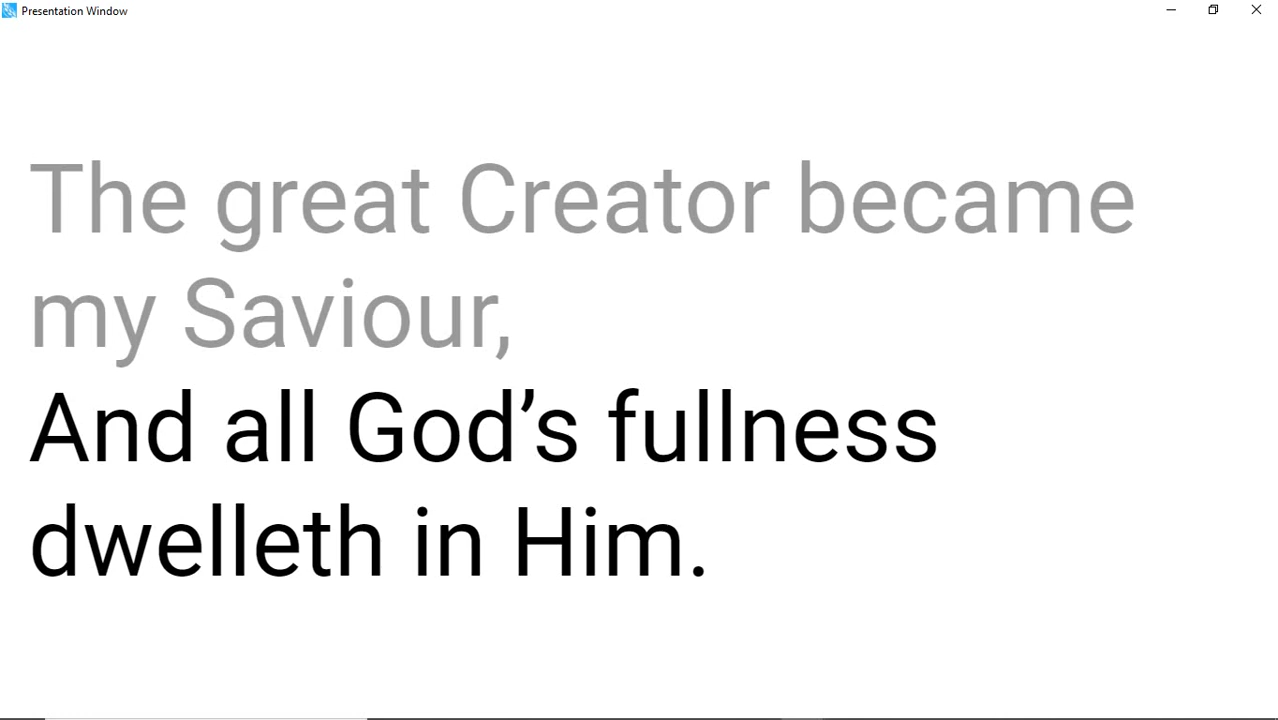 Presentation Window
The great Creator became
my Saviour,
And all God’s fullness
dwelleth in Him.